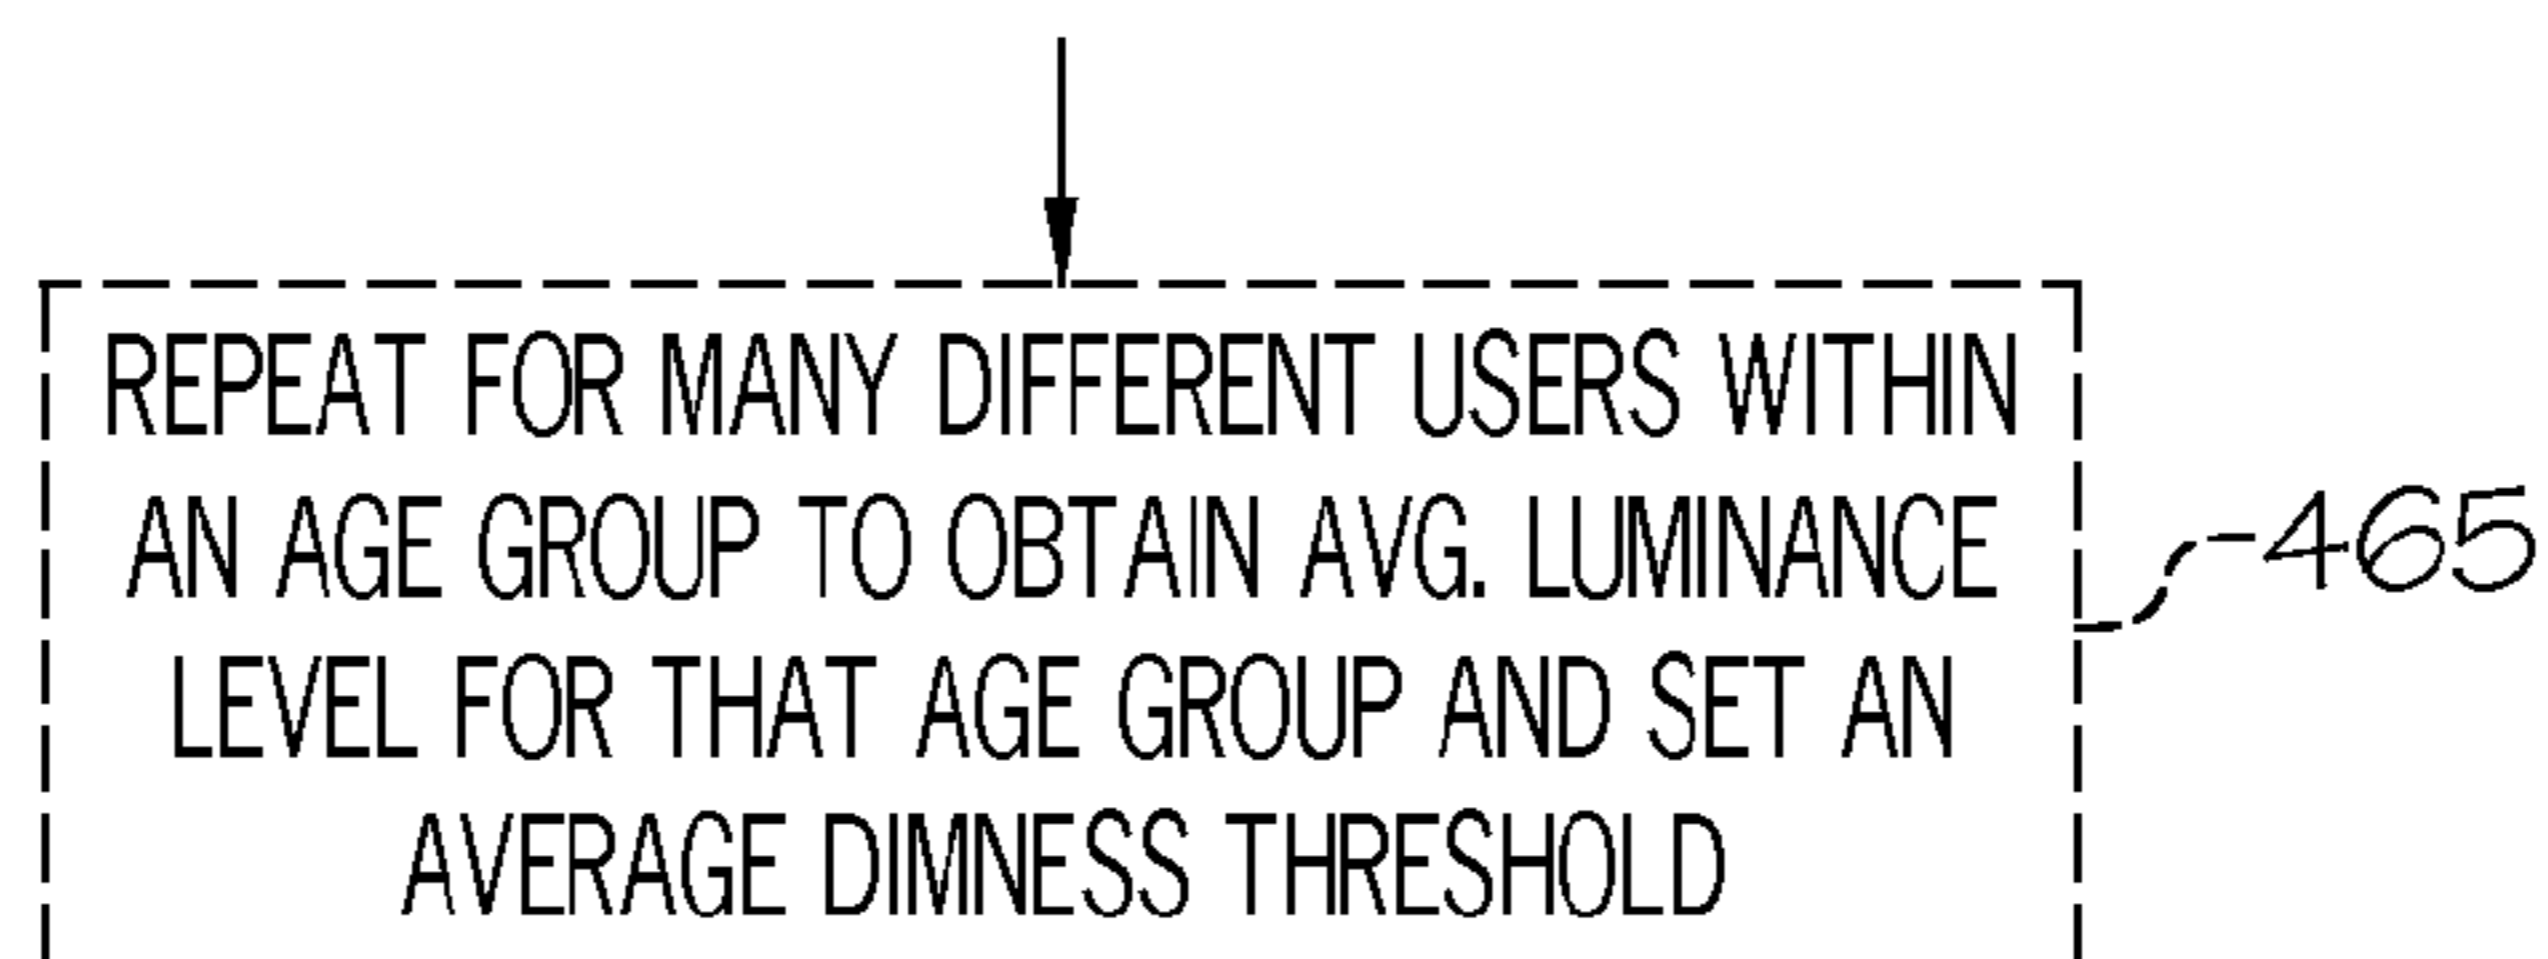 REPEAT FOR MANY DIFFERENT USERS WITHIN
AN AGE GROUP TO OBTAIN AVG. LUMINANCE
LEVEL FOR THAT AGE GROUP AND SET AN
AVERAGE DIMNESS THRESHOLD
465